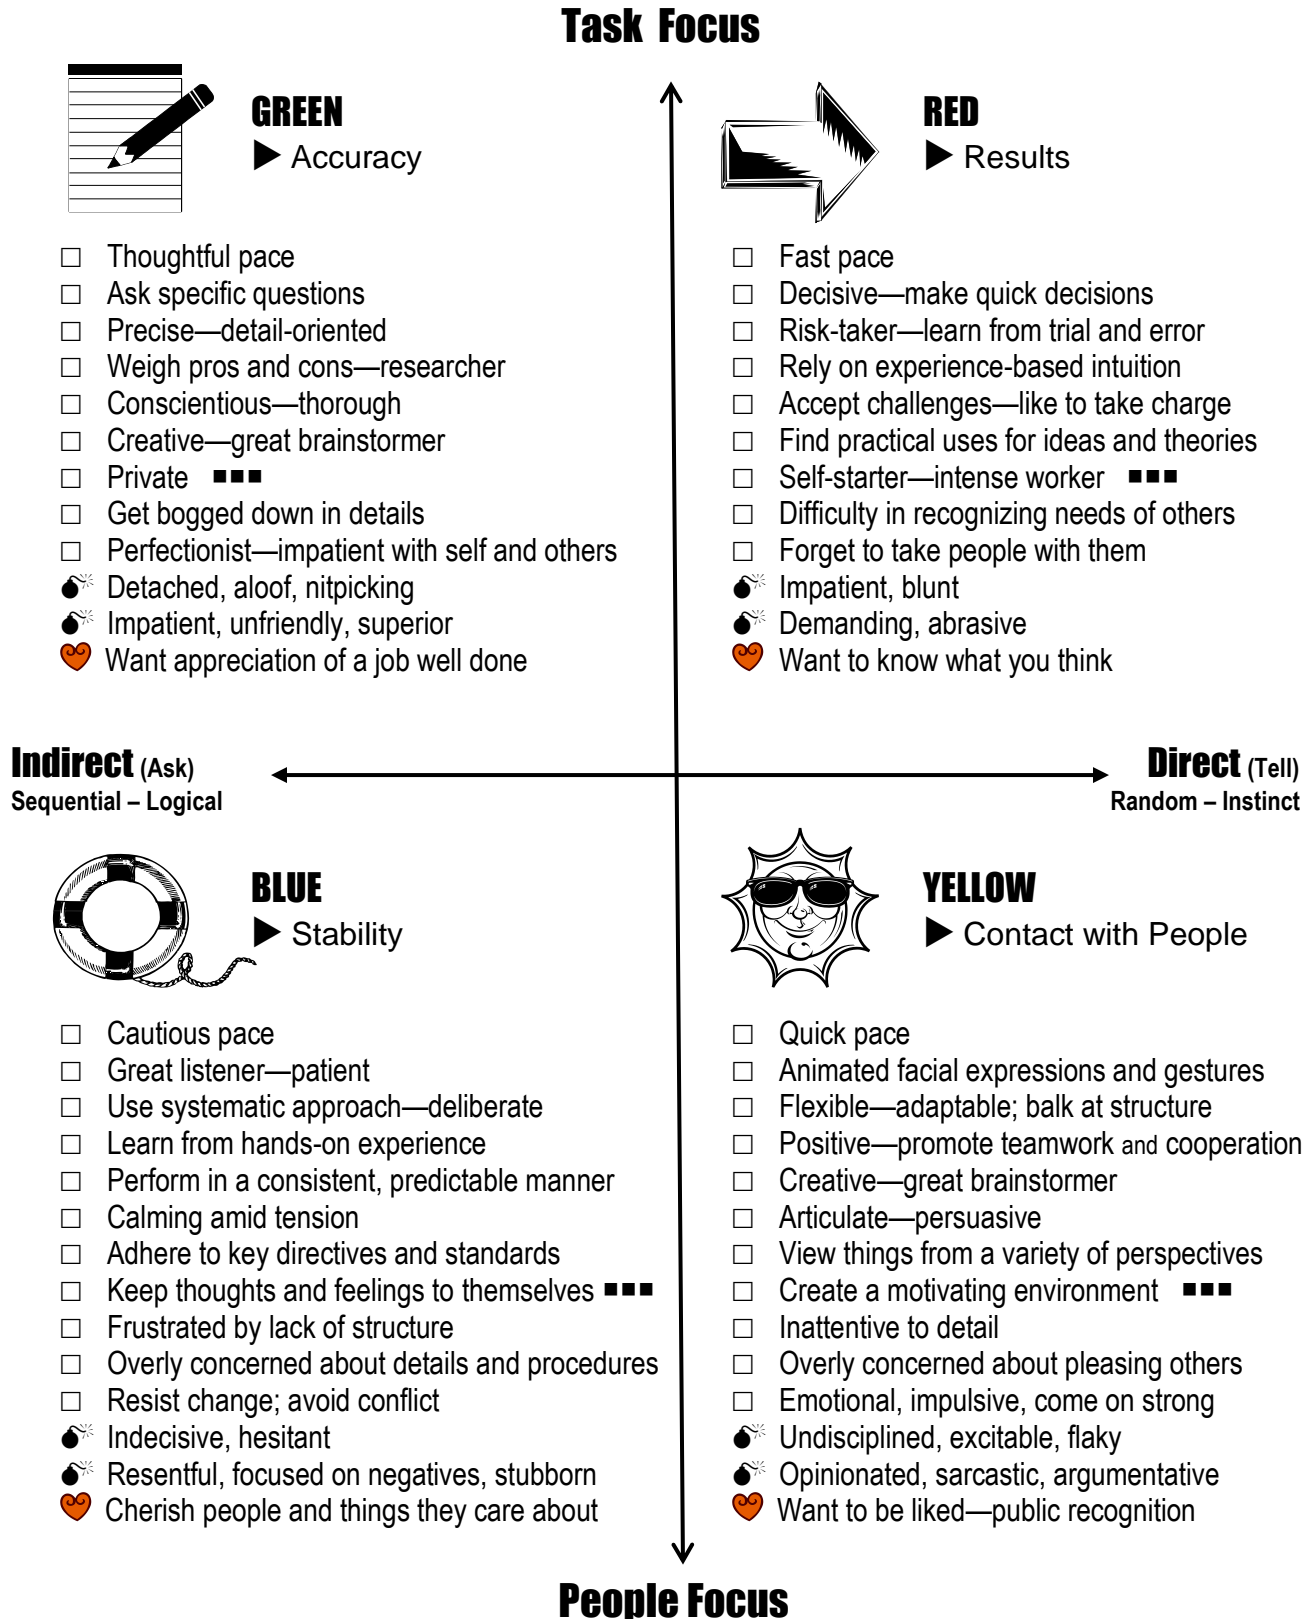 Task Focus
GREEN
▶ Accuracy
□ Thoughtful pace
□ Ask specific questions
□ Precise—detail-oriented
□ Weigh pros and cons—researcher
□ Conscientious—thorough
□ Creative—great brainstormer
□ Private ■■■
□ Get bogged down in details
□ Perfectionist—impatient with self and others
Detached, aloof, nitpicking
Impatient, unfriendly, superior
Want appreciation of a job well done
RED
▶ Results
□ Fast pace
□ Decisive—make quick decisions
□ Risk-taker—learn from trial and error
□ Rely on experience-based intuition
□ Accept challenges—like to take charge
□ Find practical uses for ideas and theories
□ Self-starter—intense worker ■■■
□ Difficulty in recognizing needs of others
□ Forget to take people with them
Impatient, blunt
Demanding, abrasive
Want to know what you think
Indirect (Ask)
Sequential – Logical
Direct (Tell)
Random – Instinct
BLUE
▶ Stability
□ Cautious pace
□ Great listener—patient
□ Use systematic approach—deliberate
□ Learn from hands-on experience
□ Perform in a consistent, predictable manner
□ Calming amid tension
□ Adhere to key directives and standards
□ Keep thoughts and feelings to themselves ■■■
□ Frustrated by lack of structure
□ Overly concerned about details and procedures
□ Resist change; avoid conflict
Indecisive, hesitant
Resentful, focused on negatives, stubborn
Cherish people and things they care about
YELLOW
▶ Contact with People
□ Quick pace
□ Animated facial expressions and gestures
□ Flexible—adaptable; balk at structure
□ Positive—promote teamwork and cooperation
□ Creative—great brainstormer
□ Articulate—persuasive
□ View things from a variety of perspectives
□ Create a motivating environment ■■■
□ Inattentive to detail
□ Overly concerned about pleasing others
□ Emotional, impulsive, come on strong
Undisciplined, excitable, flaky
Opinionated, sarcastic, argumentative
Want to be liked—public recognition
People Focus